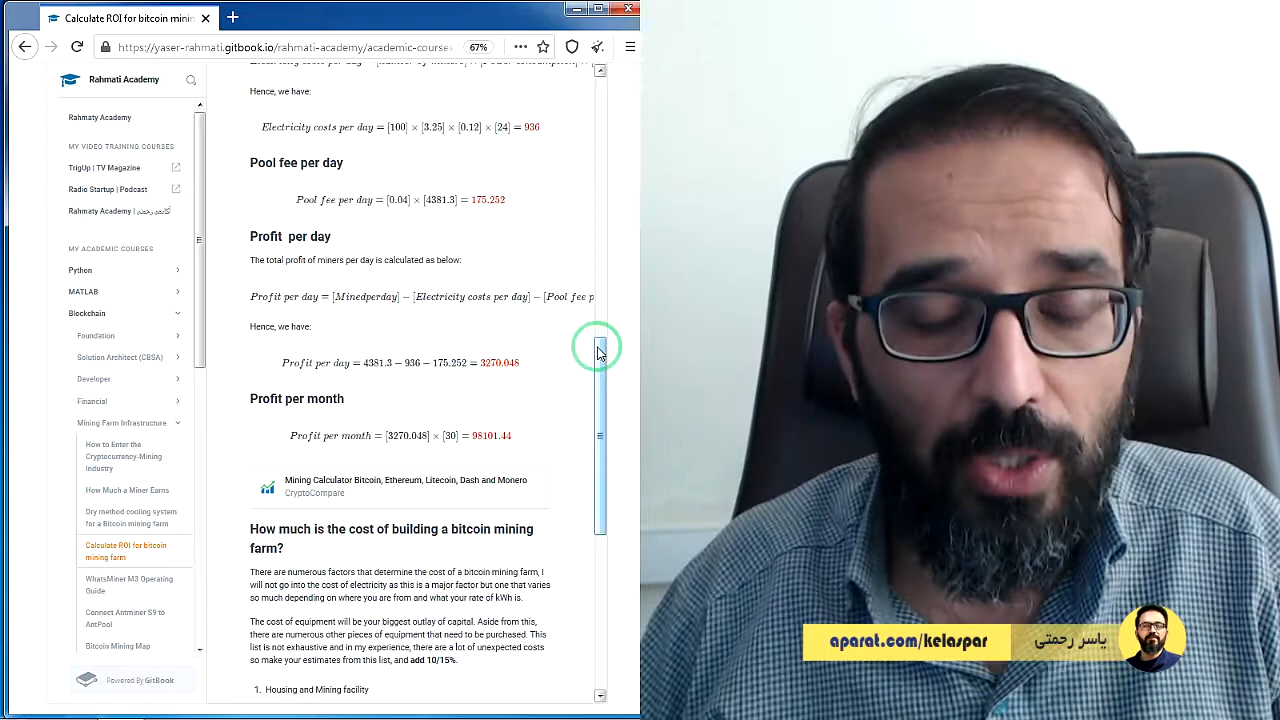 Calculate ROI for bitcoin minin
https://yaser-rahmati.gitbook.io/rahmati-academy/academic-courses
67%
Rahmati Academy
Rahmaty Academy
MY VIDEO TRAINING COURSES
TrigUp | TV Magazine
Radio Startup | Podcast
Rahmaty Academy | آکادمی رحمتی
MY ACADEMIC COURSES
Python
MATLAB
Blockchain
Foundation
Solution Architect (CBSA)
Developer
Financial
Mining Farm Infrastructure
How to Enter the
Cryptocurrency-Mining
Industry
How Much a Miner Earns
Dry method cooling system
for a Bitcoin mining farm
Calculate ROI for bitcoin
mining farm
WhatsMiner M3 Operating
Guide
Connect Antminer S9 to
AntPool
Bitcoin Mining Map
Powered By GitBook
Hence, we have:
Electricity costs per day = [100] × [3.25] × [0.12] × [24] = 936
Pool fee per day
Pool fee per day = [0.04] × [4381.3] = 175.252
Profit per day
The total profit of miners per day is calculated as below:
Profit per day = [Minedperday] − [Electricity costs per day] − [Pool fee p
Hence, we have:
Profit per day = 4381.3 − 936 − 175.252 = 3270.048
Profit per month
Profit per month = [3270.048] × [30] = 98101.44
Mining Calculator Bitcoin, Ethereum, Litecoin, Dash and Monero
CryptoCompare
How much is the cost of building a bitcoin mining
farm?
There are numerous factors that determine the cost of a bitcoin mining farm, I
will not go into the cost of electricity as this is a major factor but one that varies
so much depending on where you are from and what your rate of kWh is.
The cost of equipment will be your biggest outlay of capital. Aside from this,
there are numerous other pieces of equipment that need to be purchased. This
list is not exhaustive and in my experience, there are a lot of unexpected costs
so make your estimates from this list, and add 10/15%.
1. Housing and Mining facility
aparat.com/kelaspar
یاسر رحمتی